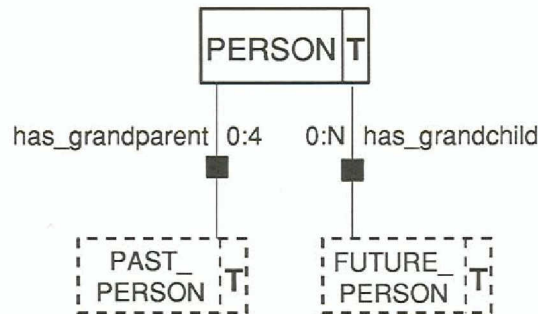 PERSON T
has_grandparent 0:4 0:N has_grandchild
PAST_
PERSON T
FUTURE_
PERSON T